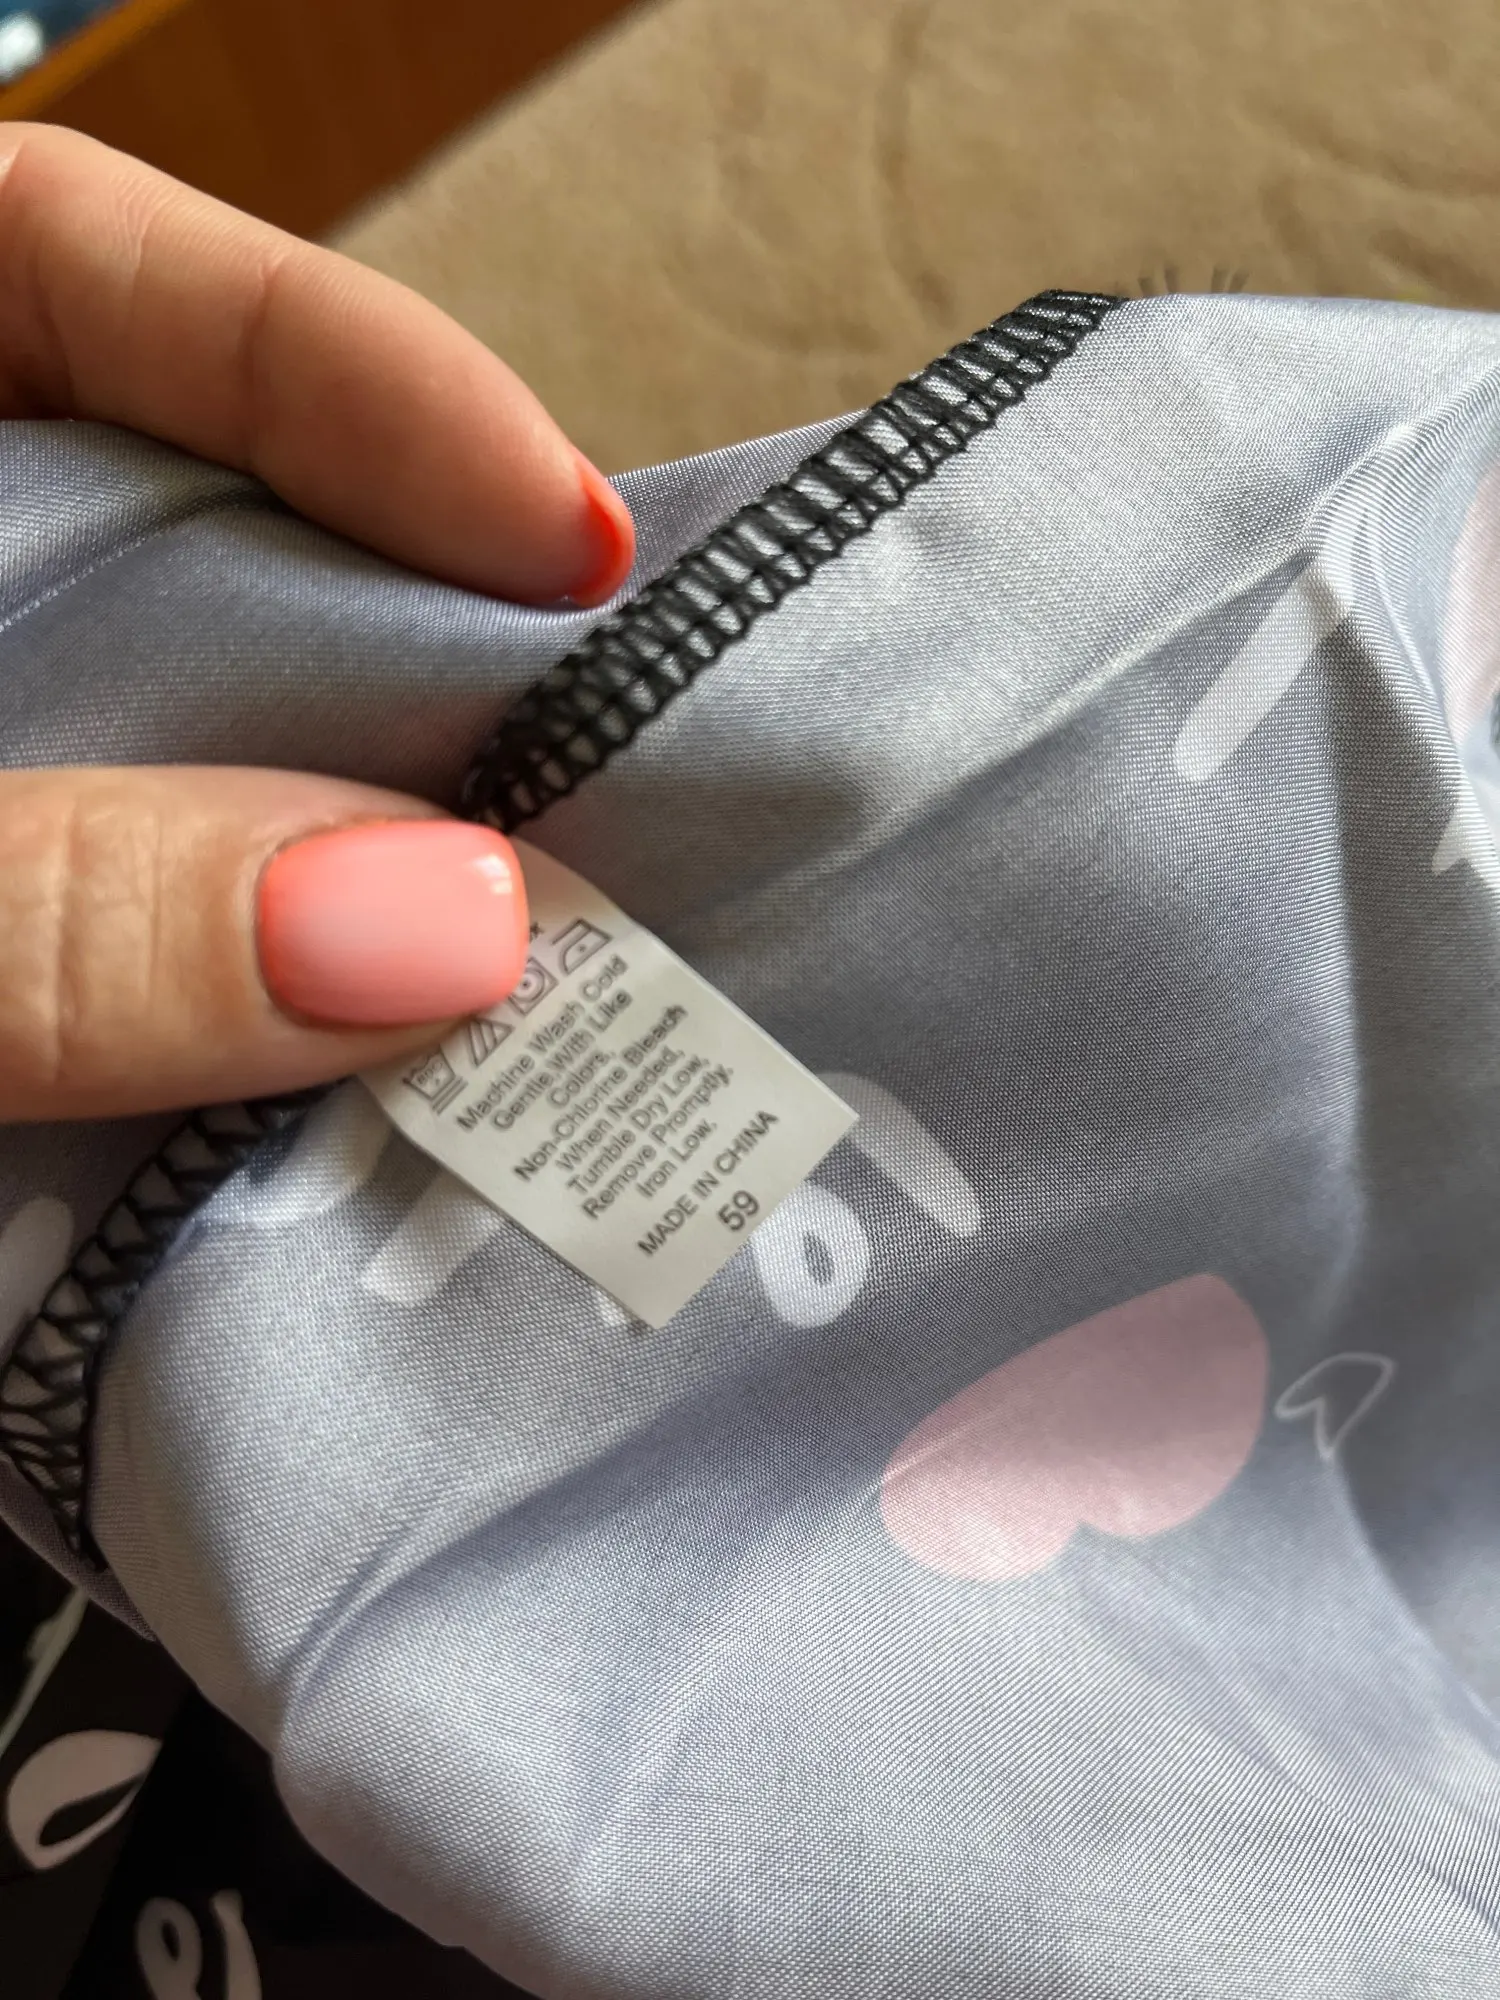 Machine Wash Cold
Gentle With Like
Colors,
Non-Chlorine Bleach
When Needed,
Tumble Dry Low,
Remove Promptly.
Iron Low.
MADE IN CHINA
59